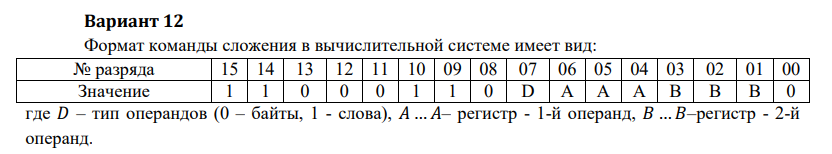 Вариант 12
Формат команды сложения в вычислительной системе имеет вид:
№ разряда 15 14 13 12 11 10 09 08 07 06 05 04 03 02 01 00
Значение 1 1 0 0 0 1 1 0 D A A A B B B 0
где D – тип операндов (0 – байты, 1 - слова), A … A– регистр - 1-й операнд, B … B–регистр - 2-й
операнд.